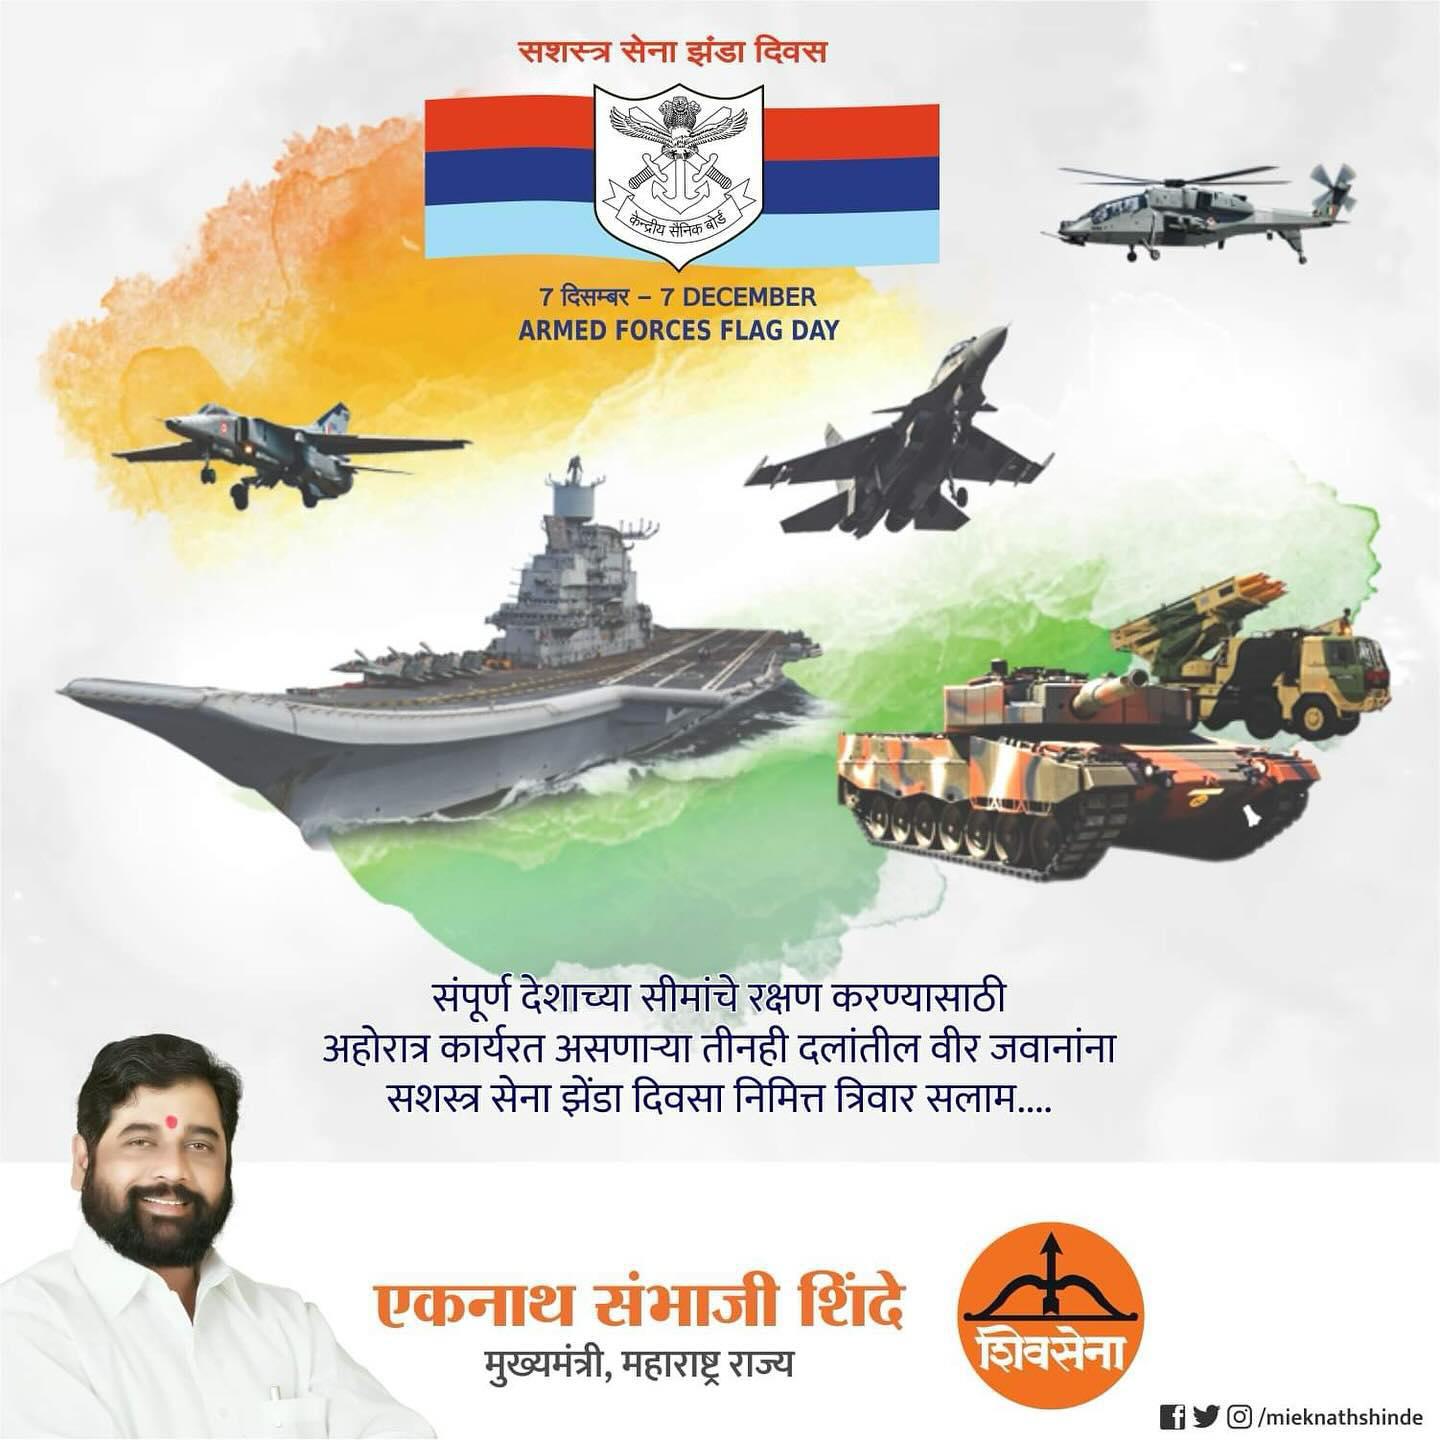 सशस्त्र सेना झंडा दिवस
केन्द्रीय सैनिक बोर्ड
7 दिसम्बर – 7 DECEMBER
ARMED FORCES FLAG DAY
संपूर्ण देशाच्या सीमांचे रक्षण करण्यासाठी
अहोरात्र कार्यरत असणाऱ्या तीनही दलांतील वीर जवानांना
सशस्त्र सेना झेंडा दिवसा निमित्त त्रिवार सलाम....
एकनाथ संभाजी शिंदे
मुख्यमंत्री, महाराष्ट्र राज्य
शिवसेना
/mieknathshinde